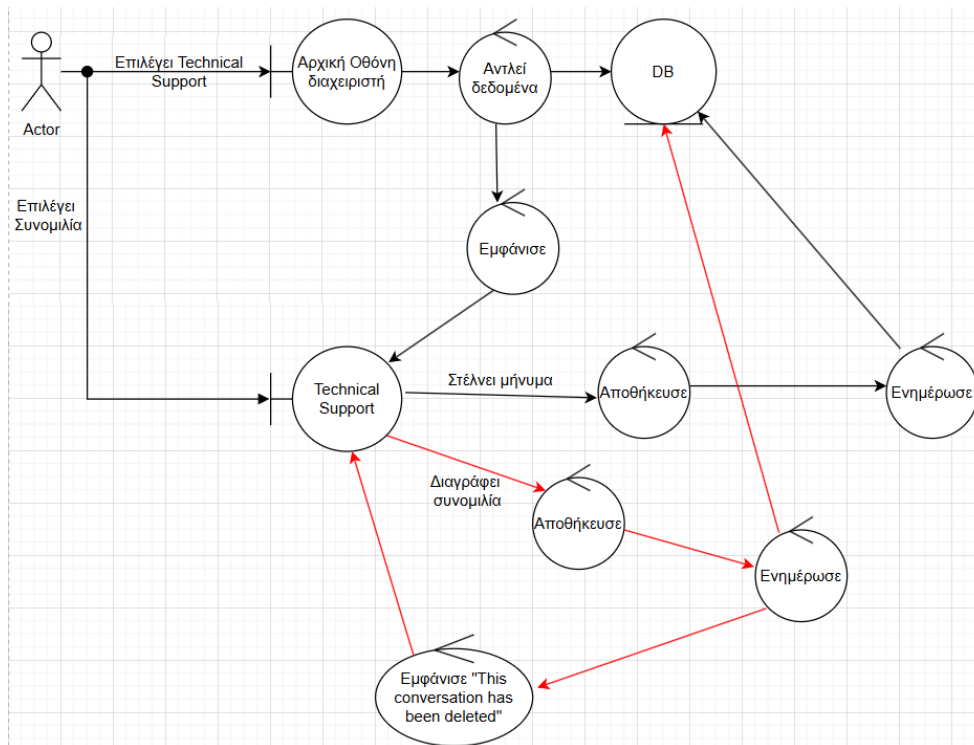 Επιλέγει Technical
Support
Αρχική Οθόνη
διαχειριστή
Αντλεί
δεδομένα
DB
Actor
Επιλέγει
Συνομιλία
Εμφάνισε
Technical
Support
Στέλνει μήνυμα
Αποθήκευσε
Ενημέρωσε
Διαγράφει
συνομιλία
Αποθήκευσε
Ενημέρωσε
Εμφάνισε "This
conversation has
been deleted"